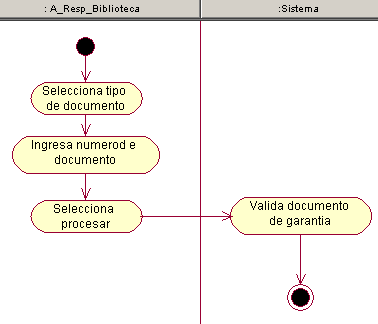 : A_Resp_Biblioteca
:Sistema
Selecciona tipo
de documento
Ingresa numerod e
documento
Selecciona
procesar
Valida documento
de garantia